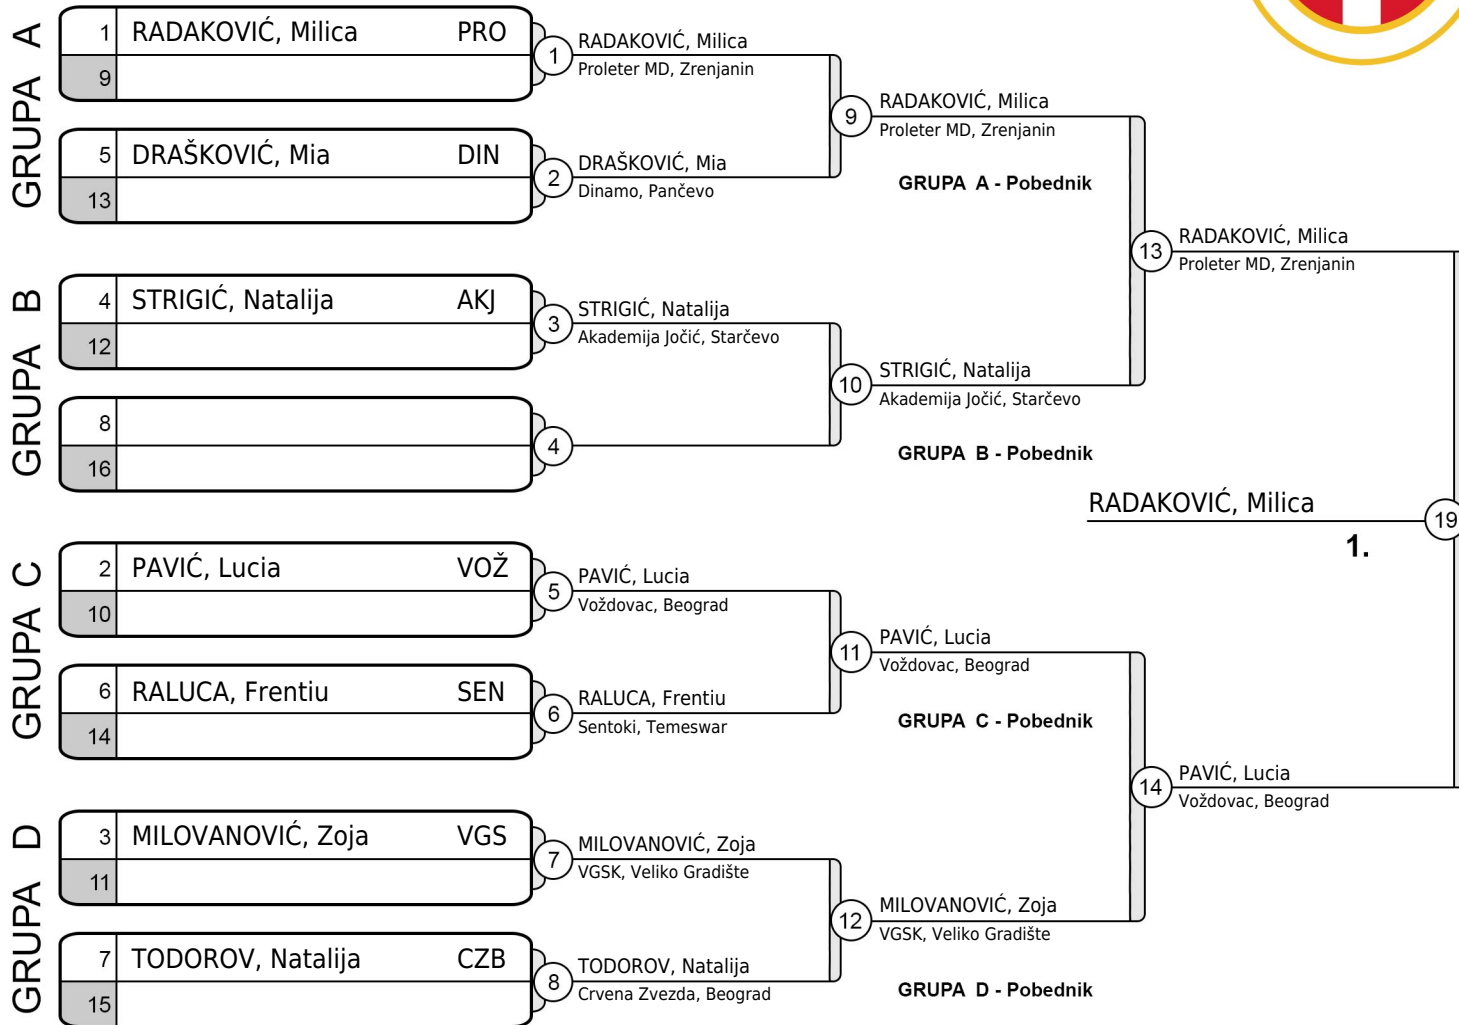 GRUPA A
1 RADAKOVIĆ, Milica PRO
9
5 DRAŠKOVIĆ, Mia DIN
13
1
RADAKOVIĆ, Milica
Proleter MD, Zrenjanin
2
DRAŠKOVIĆ, Mia
Dinamo, Pančevo
9
RADAKOVIĆ, Milica
Proleter MD, Zrenjanin
GRUPA A - Pobednik
GRUPA B
4 STRIGIĆ, Natalija AKJ
12
8
16
3
STRIGIĆ, Natalija
Akademija Jočić, Starčevo
4
10
STRIGIĆ, Natalija
Akademija Jočić, Starčevo
GRUPA B - Pobednik
13
RADAKOVIĆ, Milica
Proleter MD, Zrenjanin
RADAKOVIĆ, Milica
19
1.
GRUPA C
2 PAVIĆ, Lucia VOŽ
10
6 RALUCA, Frentiu SEN
14
5
PAVIĆ, Lucia
Voždovac, Beograd
6
RALUCA, Frentiu
Sentoki, Temeswar
11
PAVIĆ, Lucia
Voždovac, Beograd
GRUPA C - Pobednik
14
PAVIĆ, Lucia
Voždovac, Beograd
GRUPA D
3 MILOVANOVIĆ, Zoja VGS
11
7 TODOROV, Natalija CZB
15
7
MILOVANOVIĆ, Zoja
VGSK, Veliko Gradište
8
TODOROV, Natalija
Crvena Zvezda, Beograd
12
MILOVANOVIĆ, Zoja
VGSK, Veliko Gradište
GRUPA D - Pobednik